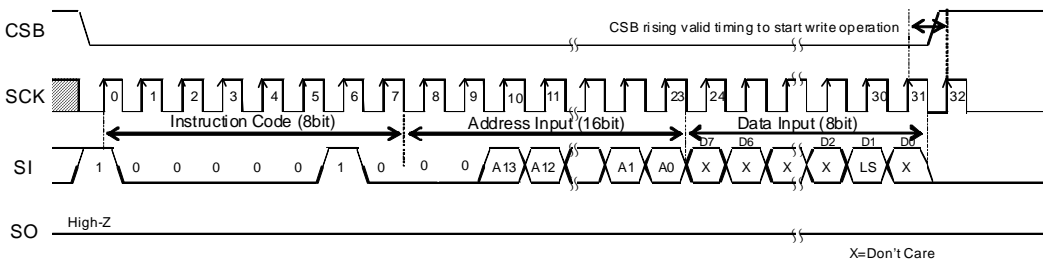 CSB
CSB rising valid timing to start write operation
SCK
0 1 2 3 4 5 6 7 8 9 10 11 23 24 30 31 32
Instruction Code (8bit) Address Input (16bit) Data Input (8bit)
D7 D6 D2 D1 D0
SI
1 0 0 0 0 0 1 0 0 0 A13 A12 A1 A0 X X X X LS X
High-Z
SO
X=Don't Care